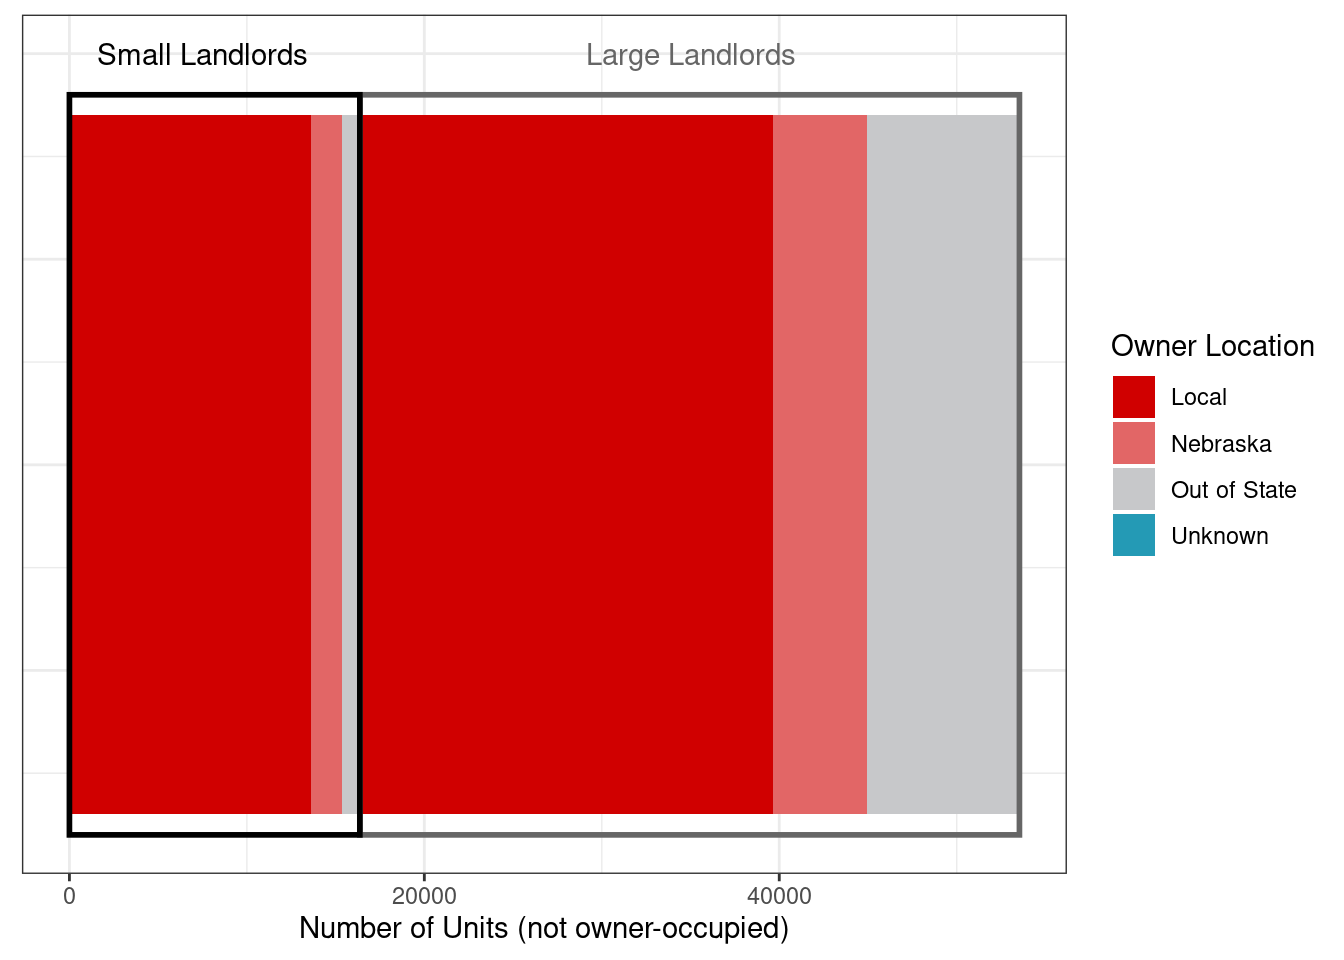 Small Landlords
Large Landlords
Owner Location
Local
Nebraska
Out of State
Unknown
0
20000
40000
Number of Units (not owner-occupied)